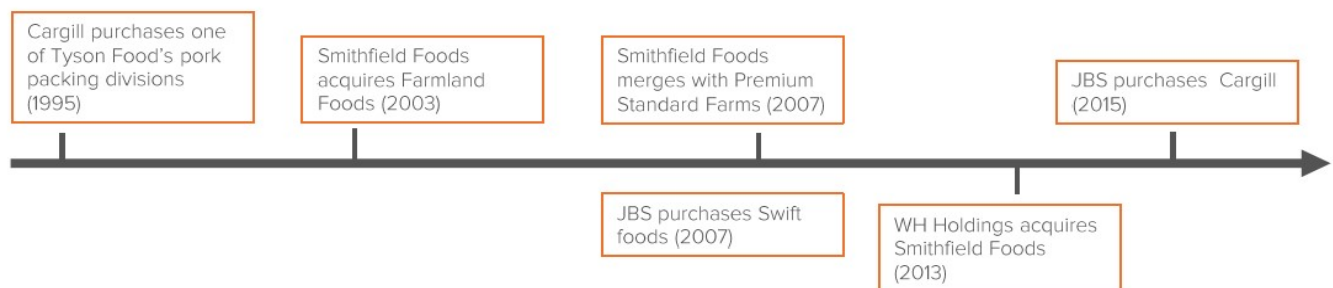 Cargill purchases one
of Tyson Food's pork
packing divisions
(1995)
Smithfield Foods
acquires Farmland
Foods (2003)
Smithfield Foods
merges with Premium
Standard Farms (2007)
JBS purchases  Cargill
(2015)
JBS purchases Swift
foods (2007)
WH Holdings acquires
Smithfield Foods
(2013)